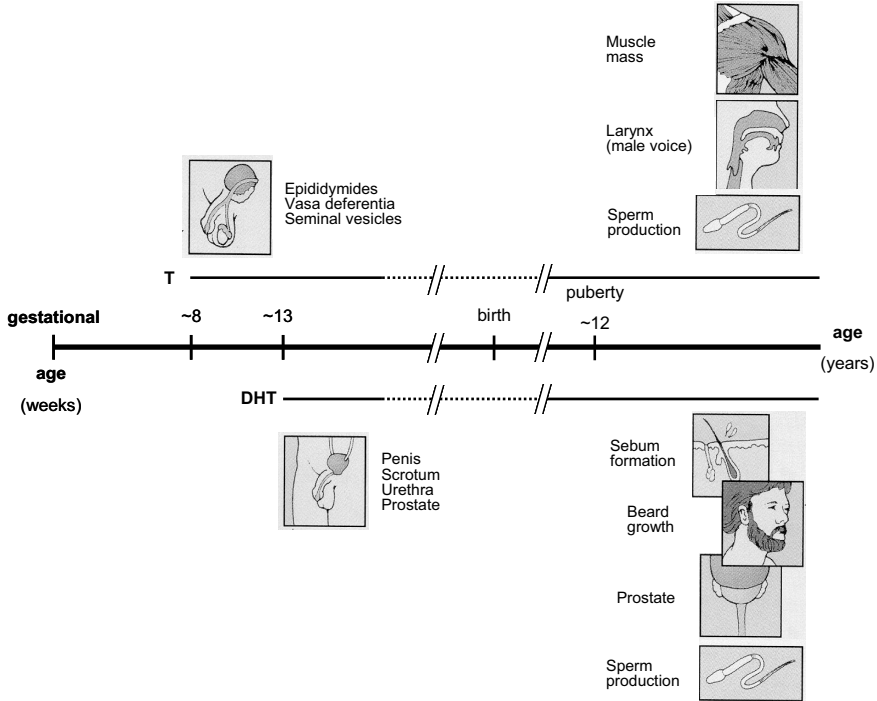 Muscle
mass
Larynx
(male voice)
Epididymides
Vasa deferentia
Seminal vesicles
Sperm
production
T
puberty
gestational
~8
~13
birth
~12
age
age
(years)
(weeks)
DHT
Penis
Scrotum
Urethra
Prostate
Sebum
formation
Beard
growth
Prostate
Sperm
production